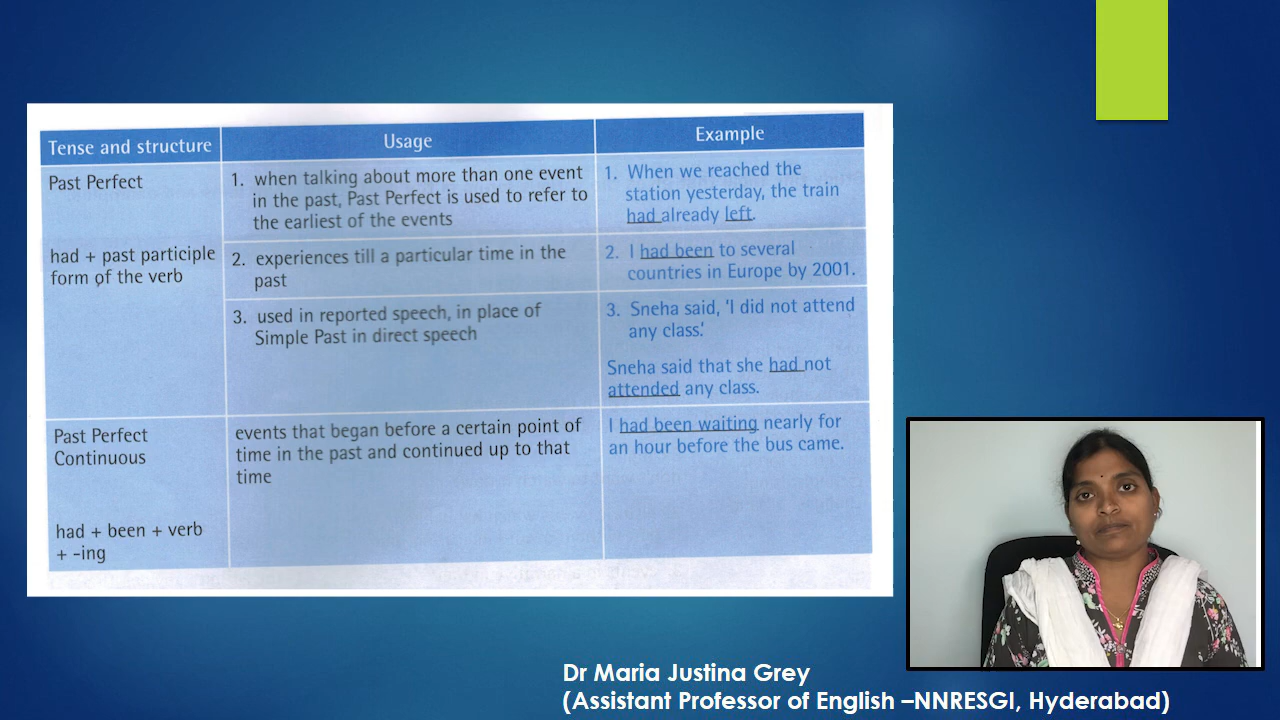 Tense and structure
Usage
Example
Past Perfect
had + past participle
form of the verb
1. when talking about more than one event
in the past, Past Perfect is used to refer to
the earliest of the events
1. When we reached the
station yesterday, the train
had already left.
2. experiences till a particular time in the
past
2. I had been to several
countries in Europe by 2001.
3. used in reported speech, in place of
Simple Past in direct speech
3. Sneha said, 'I did not attend
any class.'
Sneha said that she had not
attended any class.
Past Perfect
Continuous
had + been + verb
+ -ing
events that began before a certain point of
time in the past and continued up to that
time
I had been waiting nearly for
an hour before the bus came.
Dr Maria Justina Grey
(Assistant Professor of English –NNRESGI, Hyderabad)